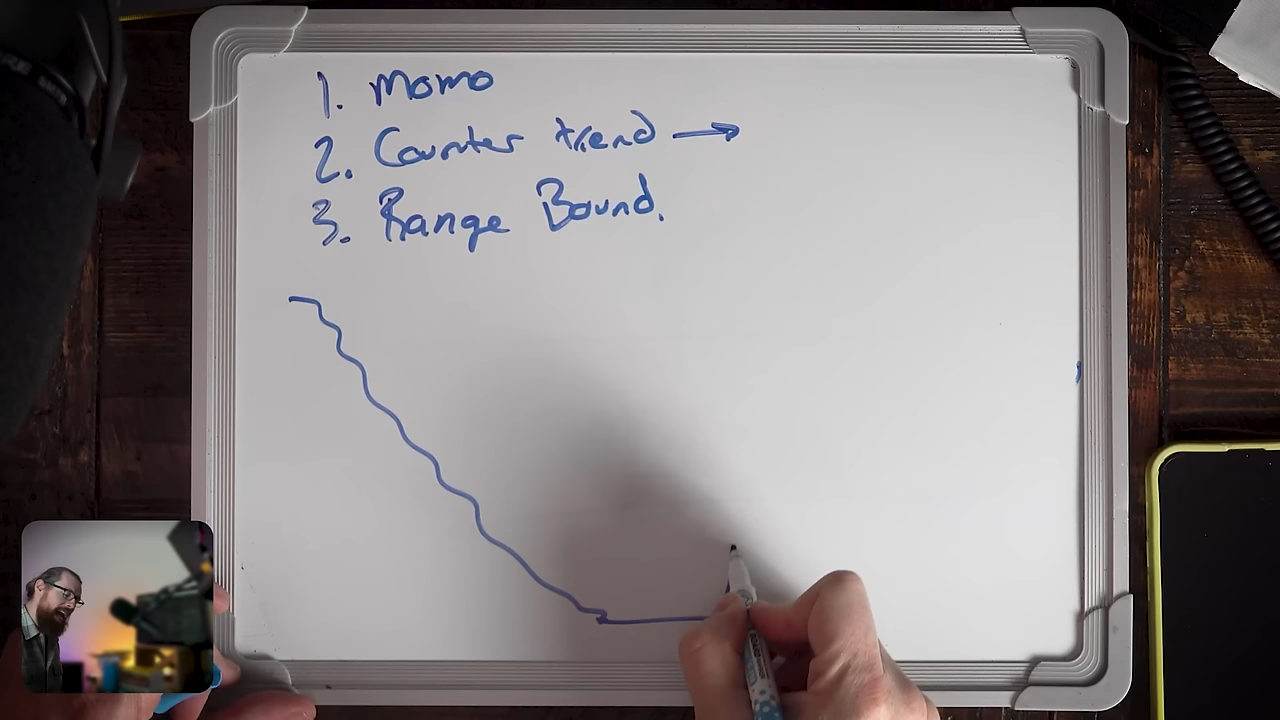 1. Momo
2. Counter trend →
3. Range Bound.